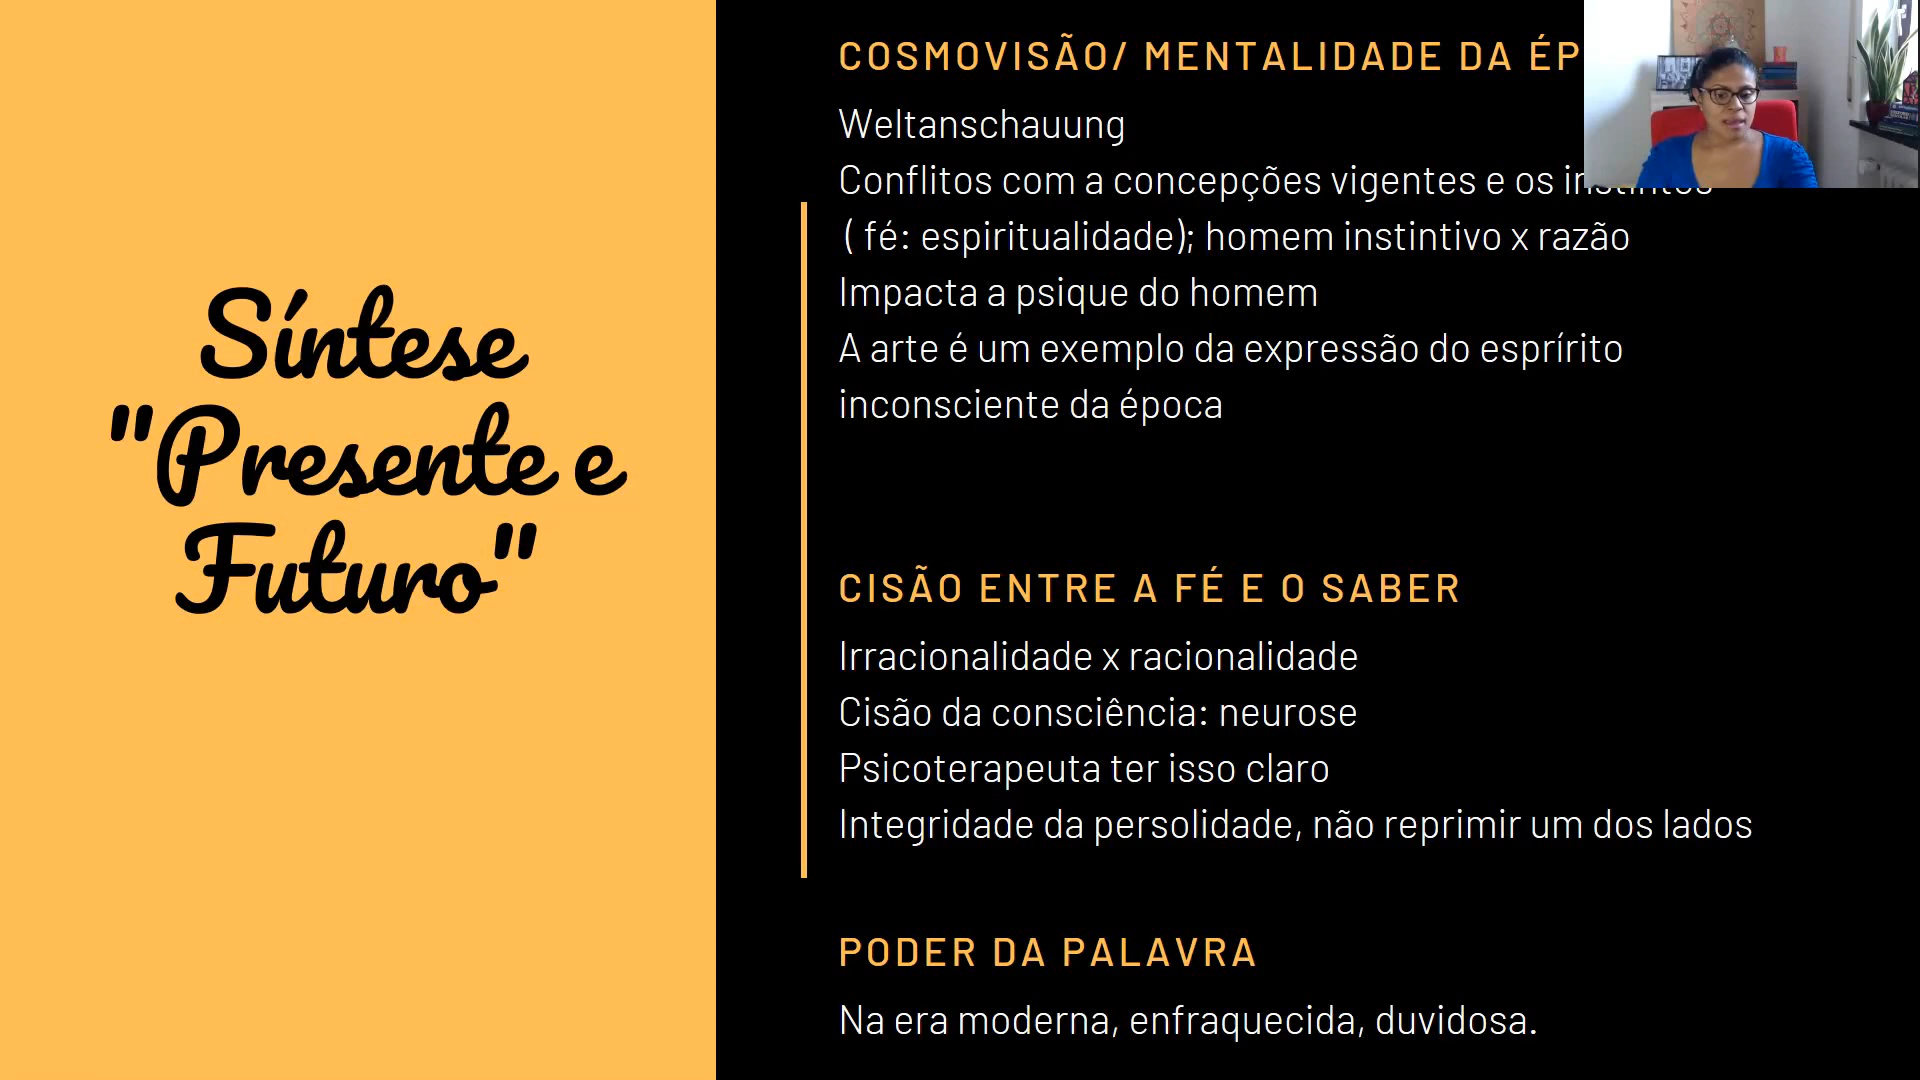 Síntese
"Presente e
Futuro"
COSMOVISÃO/ MENTALIDADE DA
Weltanschauung
Conflitos com a concepções vigentes e os instintos
( fé: espiritualidade); homem instintivo x razão
Impacta a psique do homem
A arte é um exemplo da expressão do esprírito
inconsciente da época
CISÃO ENTRE A FÉ E O SABER
Irracionalidade x racionalidade
Cisão da consciência: neurose
Psicoterapeuta ter isso claro
Integridade da persolidade, não reprimir um dos lados
PODER DA PALAVRA
Na era moderna, enfraquecida, duvidosa.